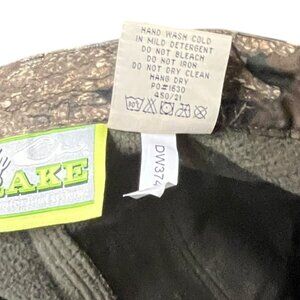 HAND WASH COLD
IN MILD DETERGENT
DO NOT BLEACH
DO NOT IRON
DO NOT DRY CLEAN
HANG DRY
PO#1630
450/21
DW374
AKE